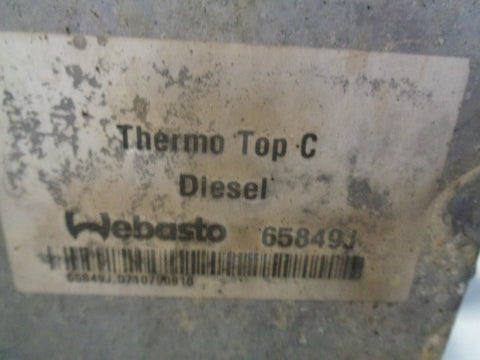 Thermo Top C
Diesel
Webasto 65849J